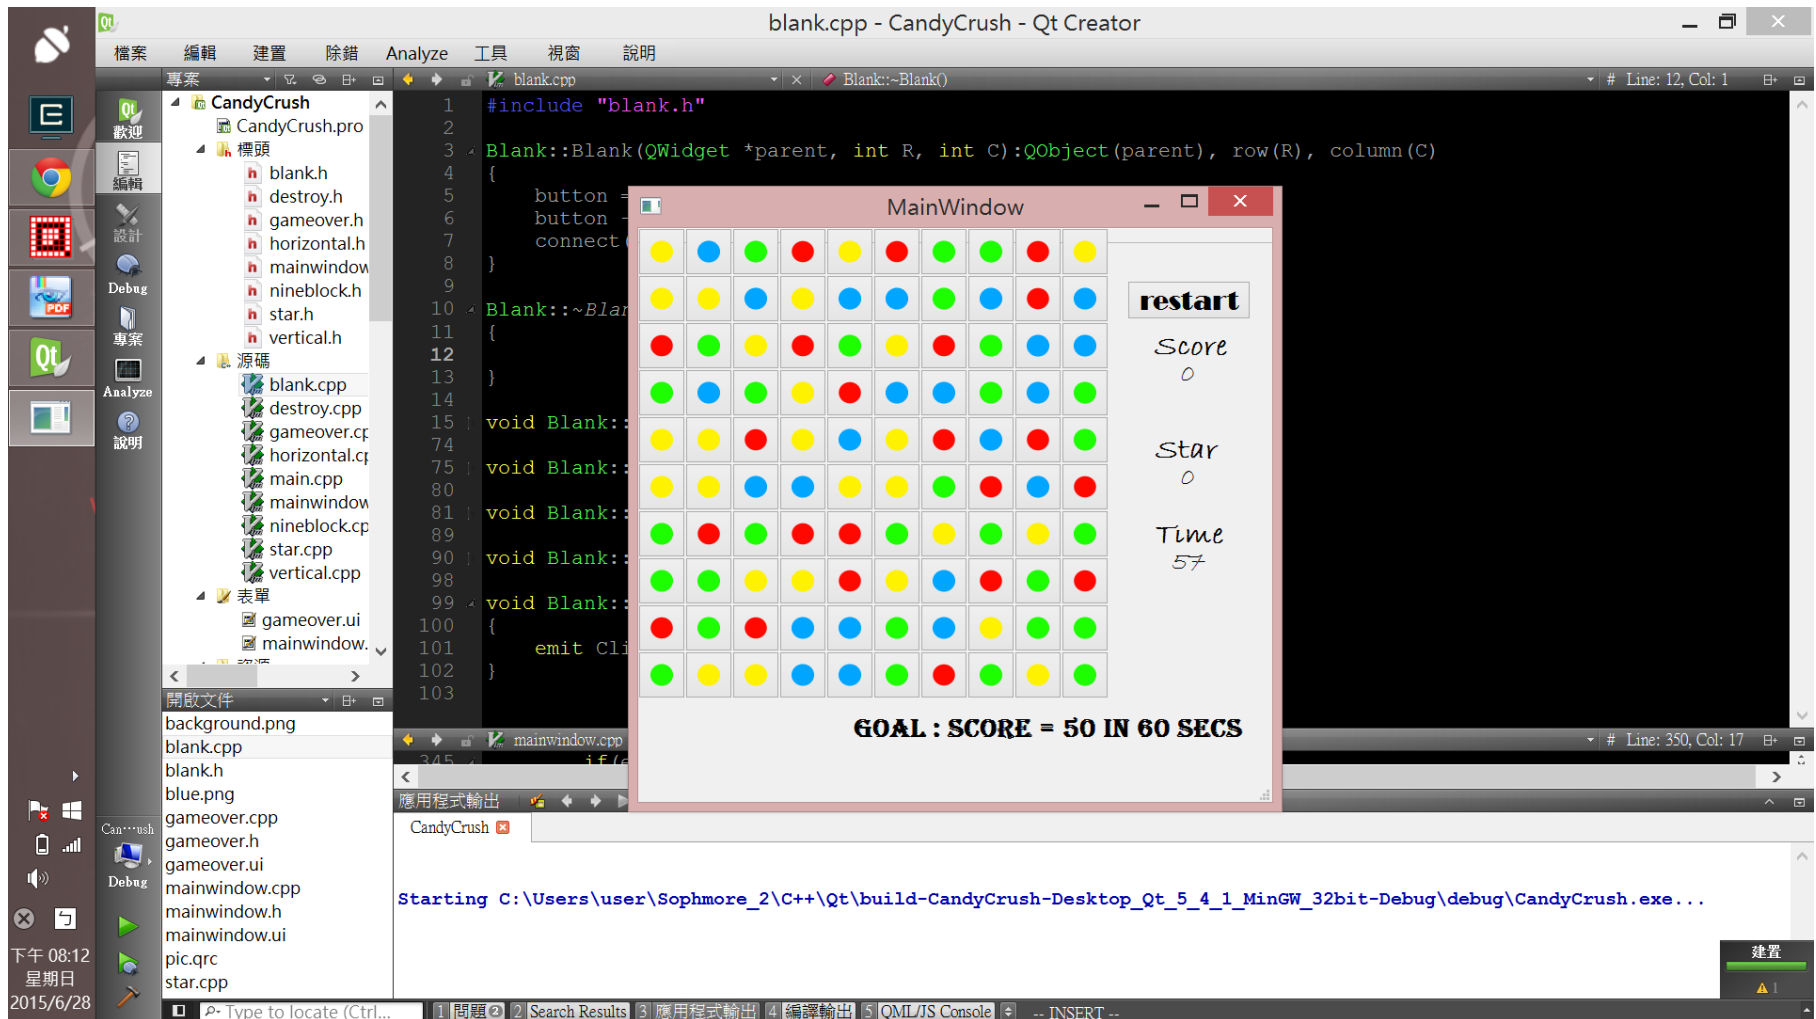 blank.cpp - CandyCrush - Qt Creator
檔案 編輯 建置 除錯 Analyze 工具 視窗 說明
專案
blank.cpp
Blank::~Blank()
# Line: 12, Col: 1
歡迎
編輯
設計
Debug
專案
Analyze
說明
CandyCrush
CandyCrush.pro
標頭
blank.h
destroy.h
gameover.h
horizontal.h
mainwindow
nineblock.h
star.h
vertical.h
源碼
blank.cpp
destroy.cpp
gameover.cp
horizontal.cp
main.cpp
mainwindow
nineblock.cp
star.cpp
vertical.cpp
表單
gameover.ui
mainwindow.
開啟文件
background.png
blank.cpp
blank.h
blue.png
gameover.cpp
gameover.h
gameover.ui
mainwindow.cpp
mainwindow.h
mainwindow.ui
pic.qrc
star.cpp
1 #include "blank.h"
2
3 Blank::Blank(QWidget *parent, int R, int C):QObject(parent), row(R), column(C)
4 {
5 button =
6 button -
7 connect(
8 }
9
10 Blank::~Blan
11 {
12
13 }
14
15 void Blank::
74
75 void Blank::
80
81 void Blank::
89
90 void Blank::
98
99 void Blank::
100 {
101 emit Cli
102 }
103
MainWindow
restart
Score
0
Star
0
Time
57
GOAL : SCORE = 50 IN 60 SECS
mainwindow.cpp
# Line: 350, Col: 17
345 if(
應用程式輸出
CandyCrush
Starting C:\Users\user\Sophmore_2\C++\Qt\build-CandyCrush-Desktop_Qt_5_4_1_MinGW_32bit-Debug\debug\CandyCrush.exe...
Can···ush
Debug
建置
1
Type to locate (Ctrl...
1 問題 2 2 Search Results 3 應用程式輸出 4 編譯輸出 5 QML/JS Console
-- INSERT --
PDF
ㄅ
下午 08:12
星期日
2015/6/28